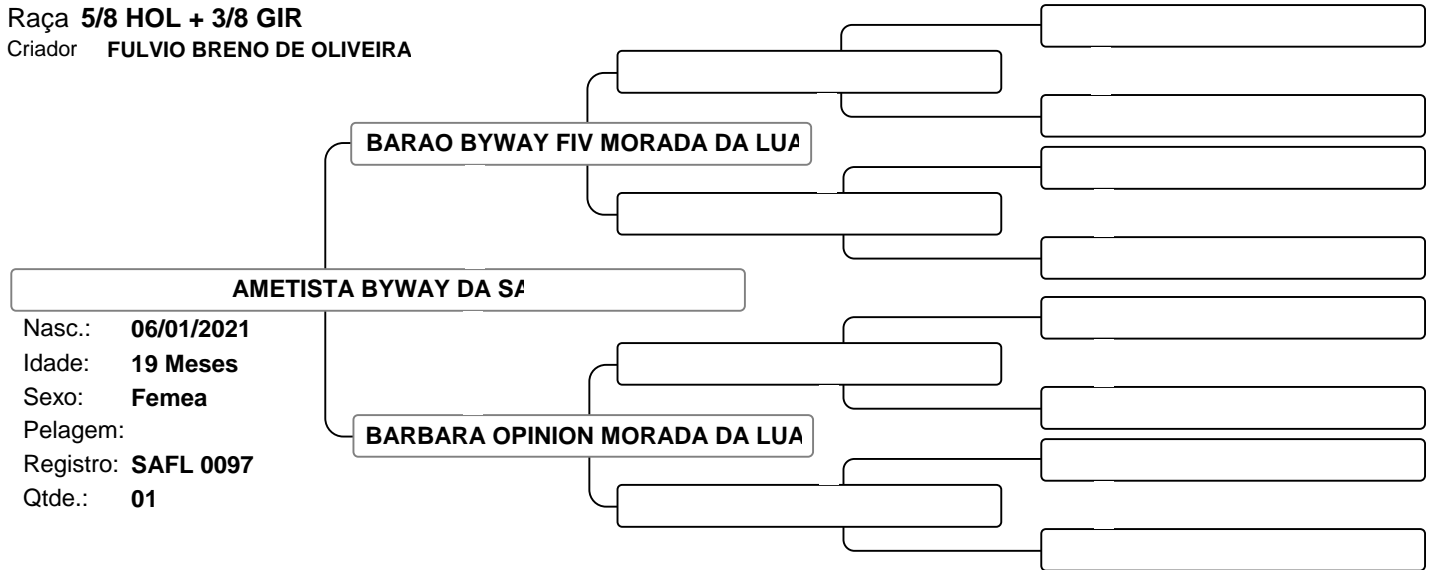 Raça 5/8 HOL + 3/8 GIR
Criador FULVIO BRENO DE OLIVEIRA
BARAO BYWAY FIV MORADA DA LUA
AMETISTA BYWAY DA SA
Nasc.: 06/01/2021
Idade: 19 Meses
Sexo: Femea
Pelagem:
Registro: SAFL 0097
Qtde.: 01
BARBARA OPINION MORADA DA LUA